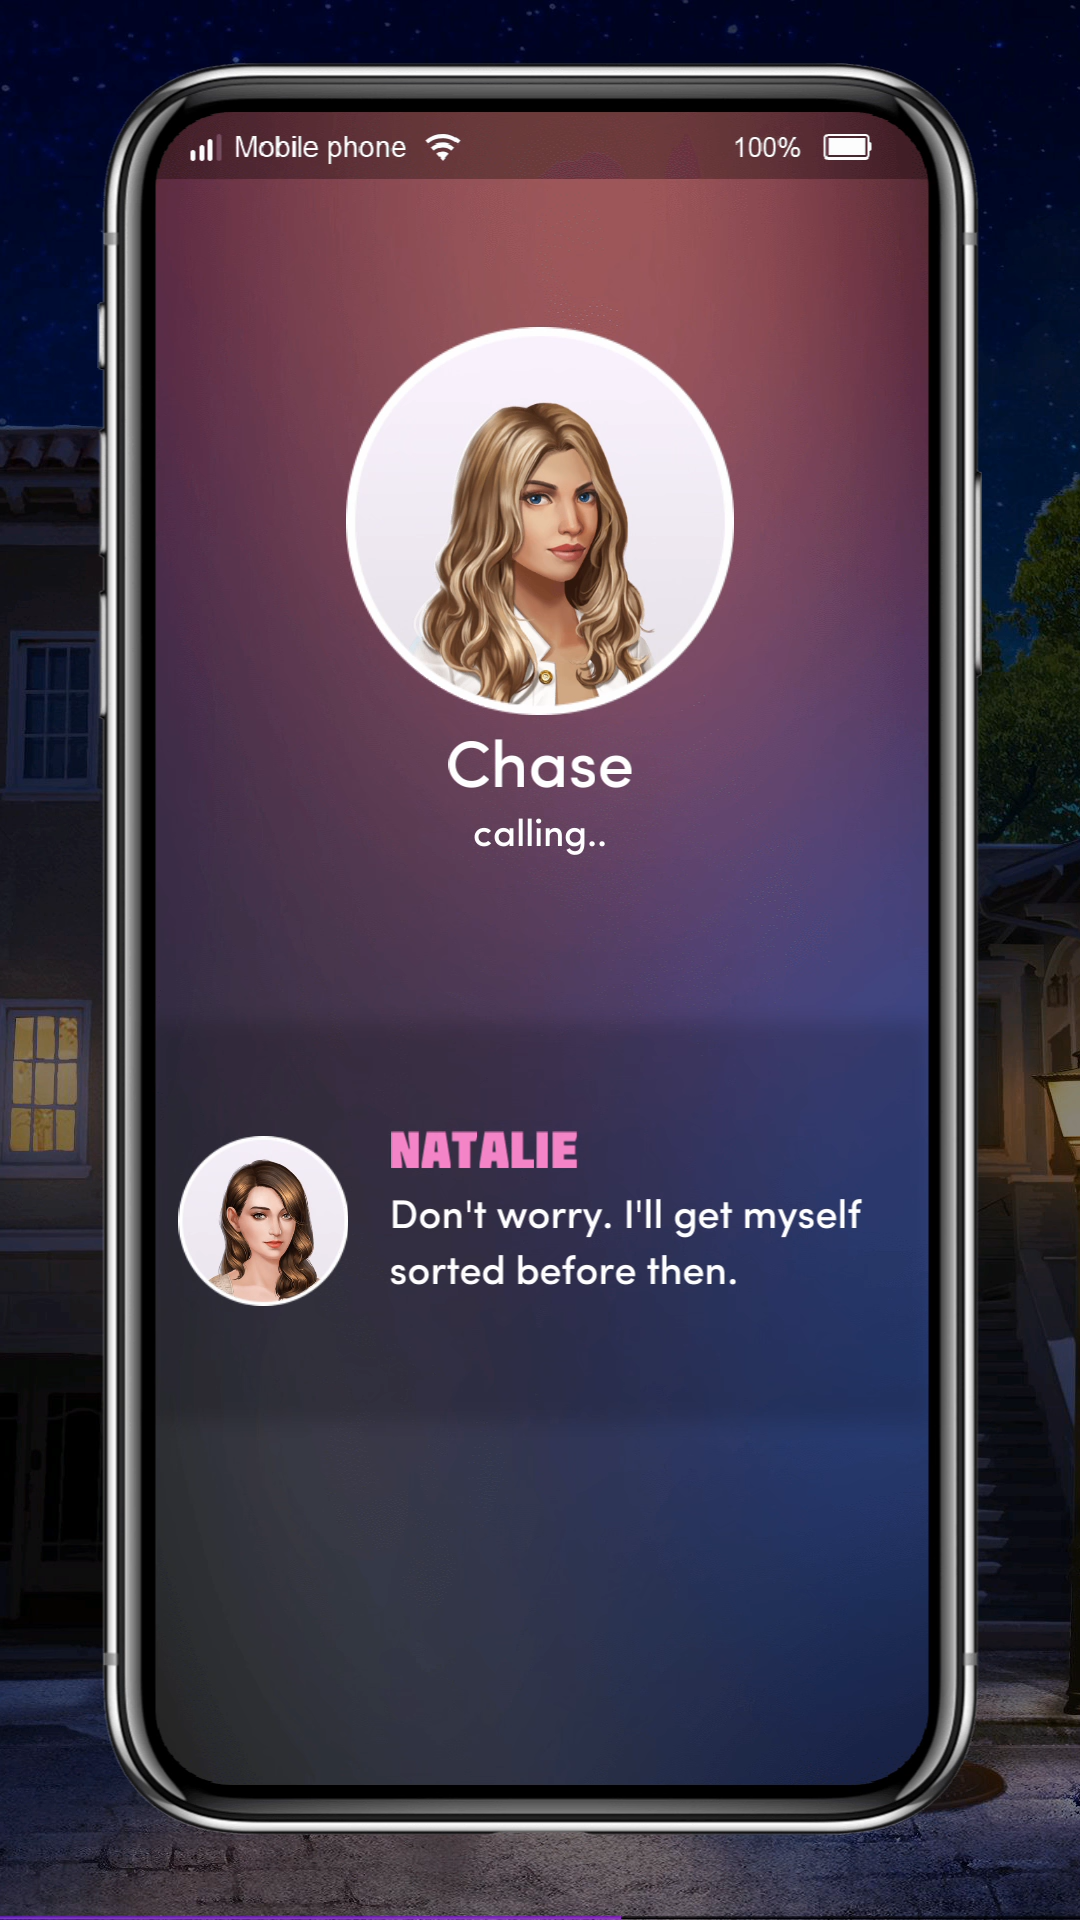 Mobile phone 100%
Chase
calling..
NATALIE
Don't worry. I'll get myself
sorted before then.